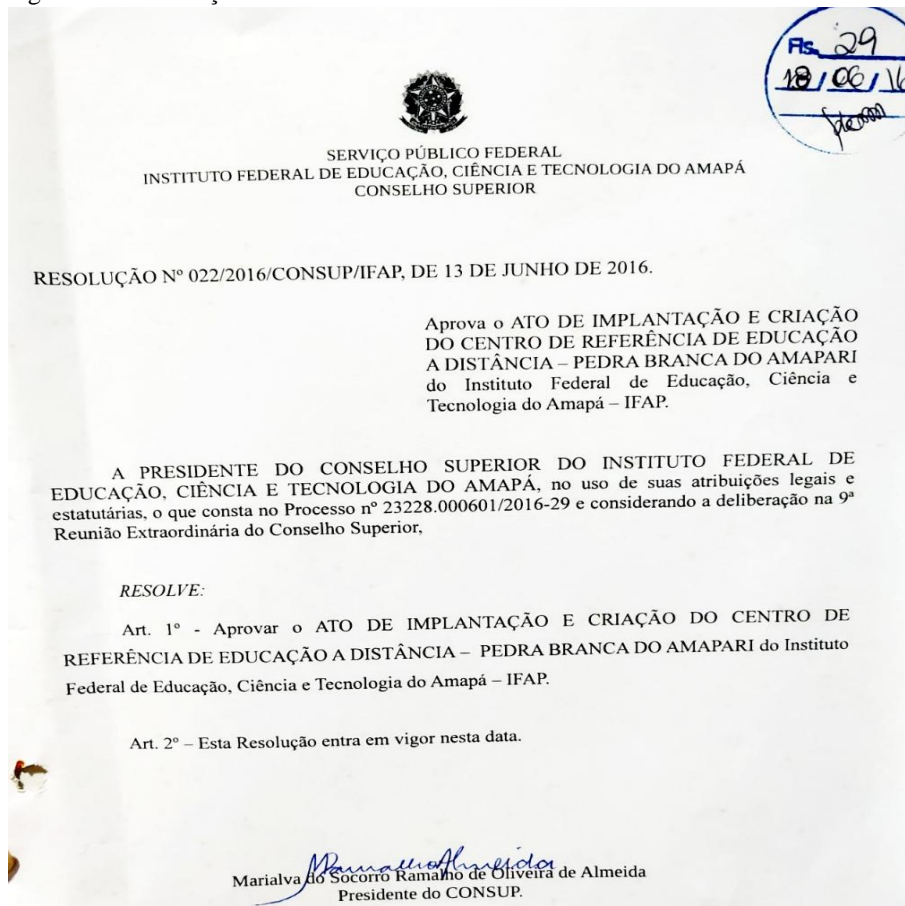 Fls. 29
18/06/16
SERVIÇO PÚBLICO FEDERAL
INSTITUTO FEDERAL DE EDUCAÇÃO, CIÊNCIA E TECNOLOGIA DO AMAPÁ
CONSELHO SUPERIOR
RESOLUÇÃO Nº 022/2016/CONSUP/IFAP, DE 13 DE JUNHO DE 2016.
Aprova o ATO DE IMPLANTAÇÃO E CRIAÇÃO
DO CENTRO DE REFERÊNCIA DE EDUCAÇÃO
A DISTÂNCIA – PEDRA BRANCA DO AMAPARI
do Instituto Federal de Educação, Ciência e
Tecnologia do Amapá – IFAP.
A PRESIDENTE DO CONSELHO SUPERIOR DO INSTITUTO FEDERAL DE
EDUCAÇÃO, CIÊNCIA E TECNOLOGIA DO AMAPÁ, no uso de suas atribuições legais e
estatutárias, o que consta no Processo nº 23228.000601/2016-29 e considerando a deliberação na 9ª
Reunião Extraordinária do Conselho Superior,
RESOLVE:
Art. 1º - Aprovar o ATO DE IMPLANTAÇÃO E CRIAÇÃO DO CENTRO DE
REFERÊNCIA DE EDUCAÇÃO A DISTÂNCIA – PEDRA BRANCA DO AMAPARI do Instituto
Federal de Educação, Ciência e Tecnologia do Amapá – IFAP.
Art. 2º – Esta Resolução entra em vigor nesta data.
Marialva do Socorro Ramalho de Oliveira de Almeida
Presidente do CONSUP.